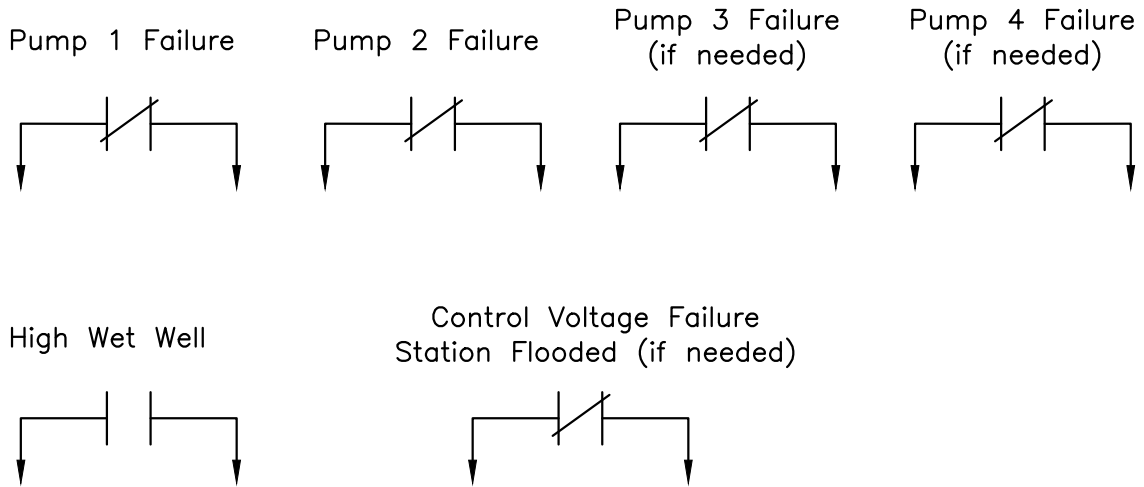 Pump 1 Failure
Pump 2 Failure
Pump 3 Failure
(if needed)
Pump 4 Failure
(if needed)
High Wet Well
Control Voltage Failure
Station Flooded (if needed)